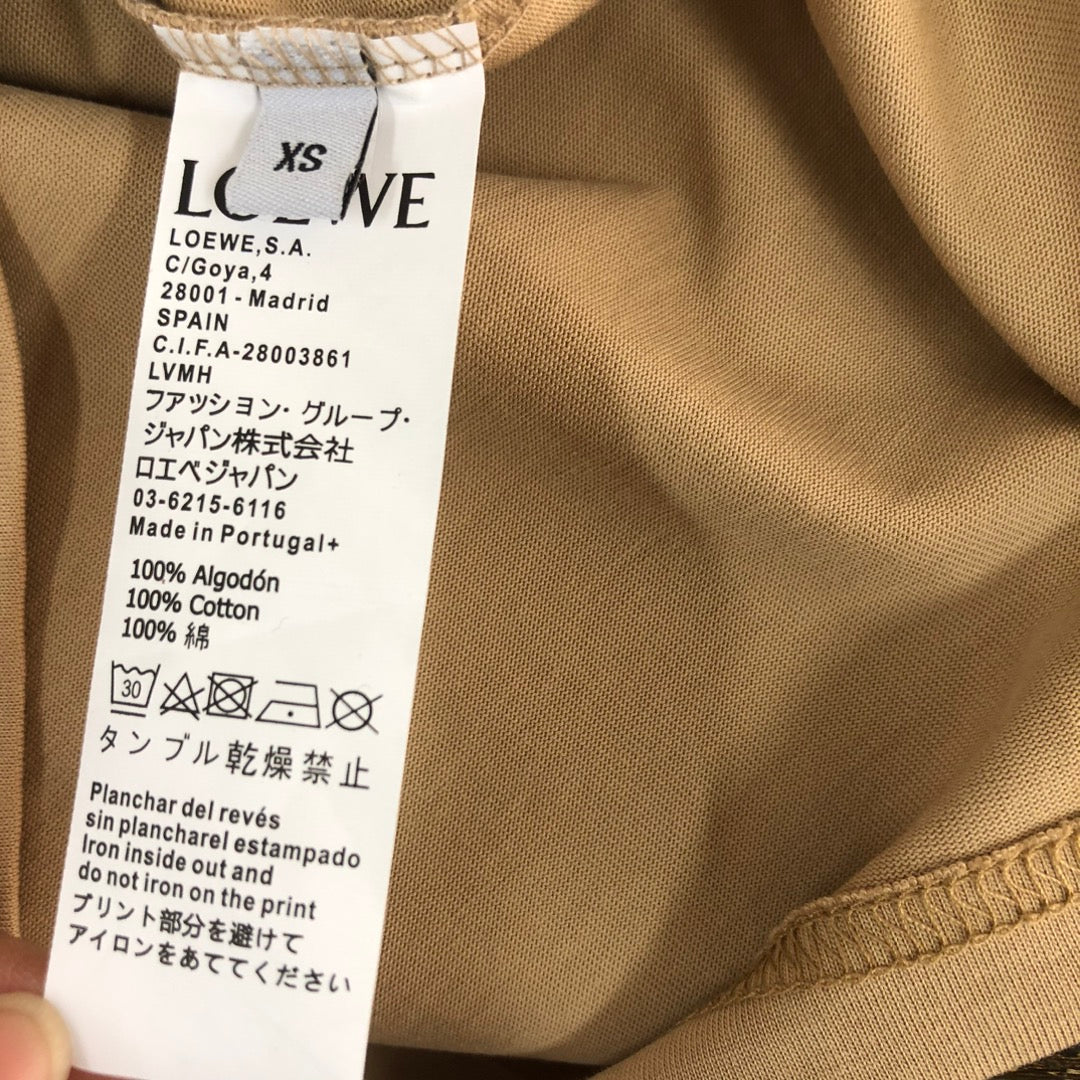 XS
LOEWE
LOEWE,S.A.
C/Goya,4
28001 - Madrid
SPAIN
C.I.F.A-28003861
LVMH
ファッション・グループ・
ジャパン株式会社
ロエベジャパン
03-6215-6116
Made in Portugal+
100% Algodón
100% Cotton
100% 綿
30
タンブル乾燥禁止
Planchar del revés
sin plancharel estampado
Iron inside out and
do not iron on the print
プリント部分を避けて
アイロンをあててください